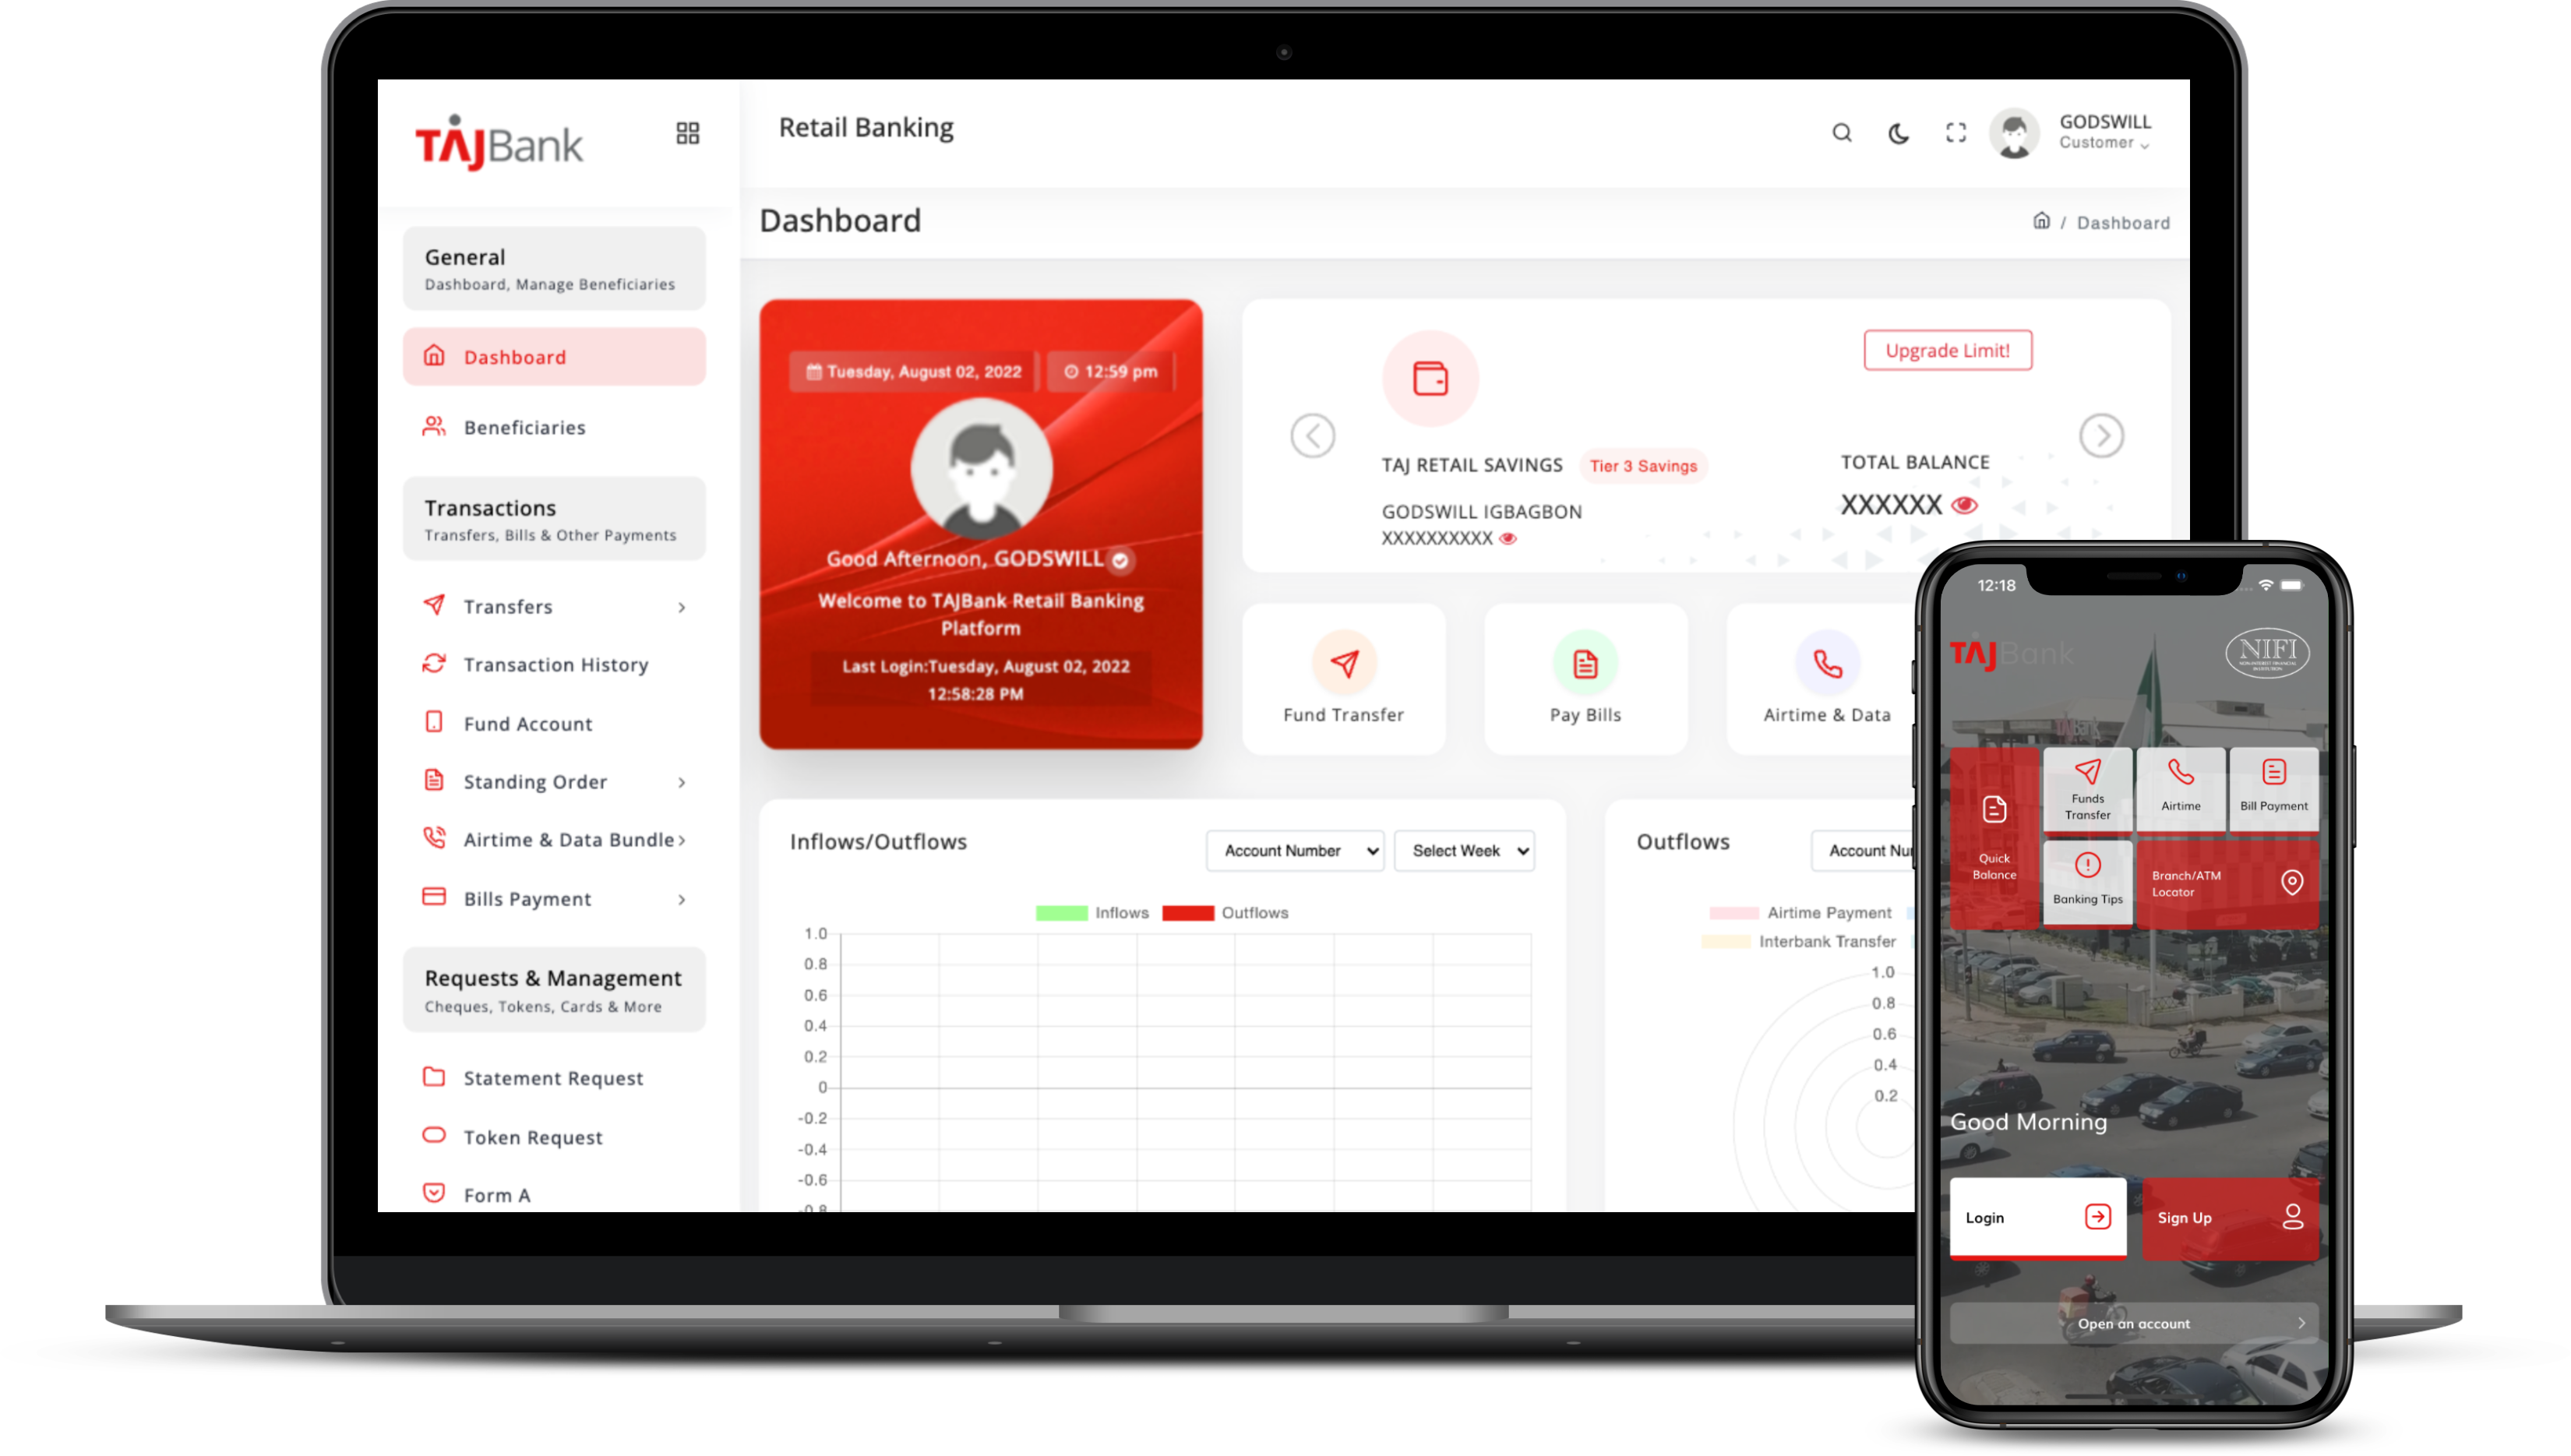 TAJBank
General
Dashboard, Manage Beneficiaries
Dashboard
Beneficiaries
Transactions
Transfers, Bills & Other Payments
Transfers
Transaction History
Fund Account
Standing Order
Airtime & Data Bundle
Bills Payment
Requests & Management
Cheques, Tokens, Cards & More
Statement Request
Token Request
Form A
Retail Banking
GODSWILL
Customer
Dashboard
/ Dashboard
Tuesday, August 02, 2022
12:59 pm
Good Afternoon, GODSWILL
Welcome to TAJBank Retail Banking
Platform
Last Login:Tuesday, August 02, 2022
12:58:28 PM
Upgrade Limit!
TAJ RETAIL SAVINGS
Tier 3 Savings
GODSWILL IGBAGBON
XXXXXXXXXX
TOTAL BALANCE
XXXXXX
Fund Transfer
Pay Bills
Airtime & Data
Inflows/Outflows
Account Number
Select Week
Inflows
Outflows
1.0
0.8
0.6
0.4
0.2
0
-0.2
-0.4
-0.6
-0.8
Outflows
Account Nu
Airtime Payment
Interbank Transfer
1.0
0.8
0.6
0.4
0.2
12:18
TAJBank
NIFI
NON-INTEREST FINANCIAL
INSTITUTION
TAJBank
Quick
Balance
Funds
Transfer
Airtime
Bill Payment
Banking Tips
Branch/ATM
Locator
Good Morning
Login
Sign Up
Open an account